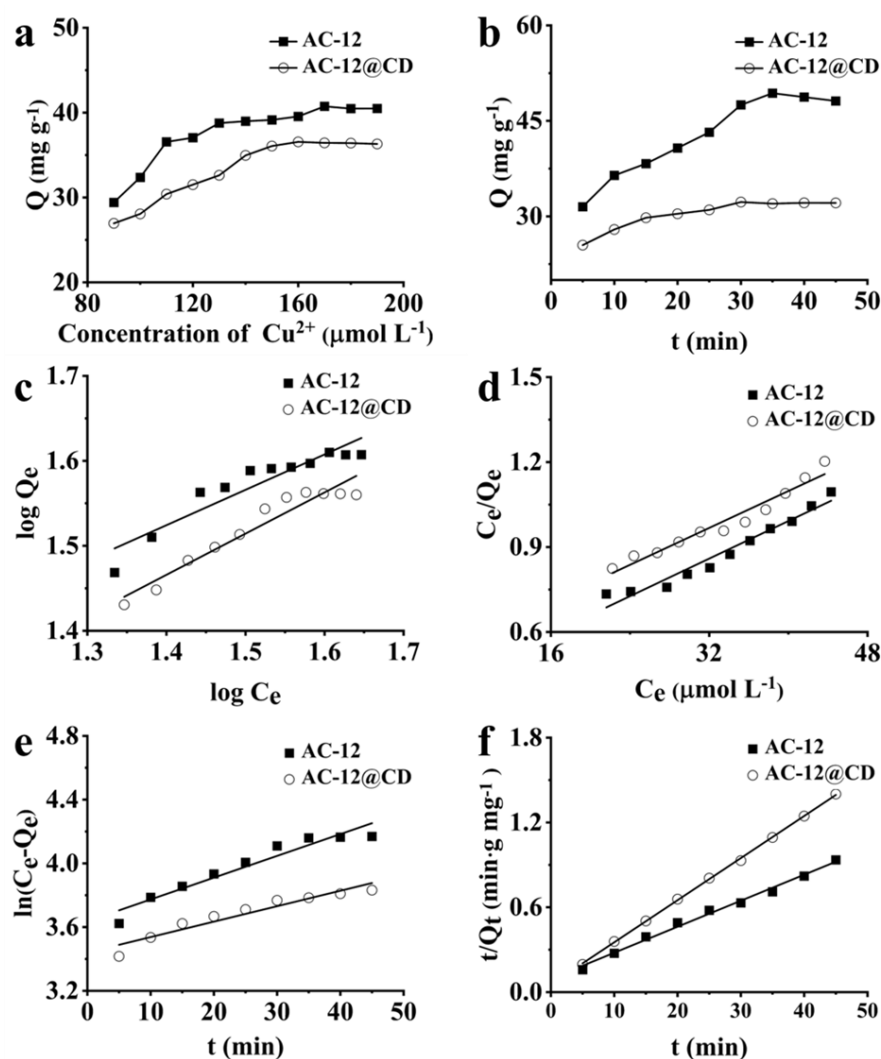 a
50
40
30
20
Q (mg g⁻¹)
AC-12
AC-12@CD
80
120
160
200
Concentration of Cu²⁺ (μmol L⁻¹)
b
60
45
30
Q (mg g⁻¹)
AC-12
AC-12@CD
0
10
20
30
40
50
t (min)
c
1.7
1.6
1.5
1.4
log Qe
AC-12
AC-12@CD
1.3
1.4
1.5
1.6
1.7
log Ce
d
1.5
1.2
0.9
0.6
Ce/Qe
AC-12
AC-12@CD
16
32
48
Ce (μmol L⁻¹)
e
4.8
4.4
4.0
3.6
3.2
ln(Ce-Qe)
AC-12
AC-12@CD
0
10
20
30
40
50
t (min)
f
1.8
1.2
0.6
0.0
t/Qt (min·g mg⁻¹)
AC-12
AC-12@CD
0
10
20
30
40
50
t (min)